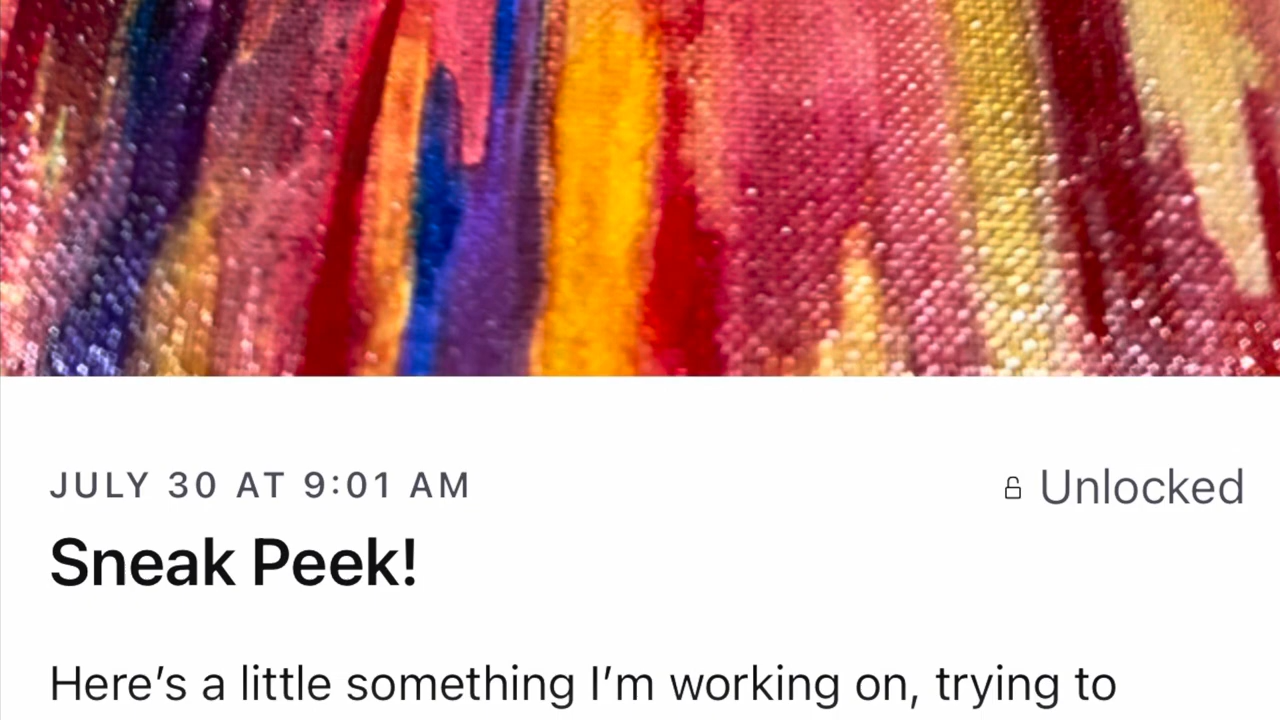 JULY 30 AT 9:01 AM
Unlocked
Sneak Peek!
Here’s a little something I’m working on, trying to